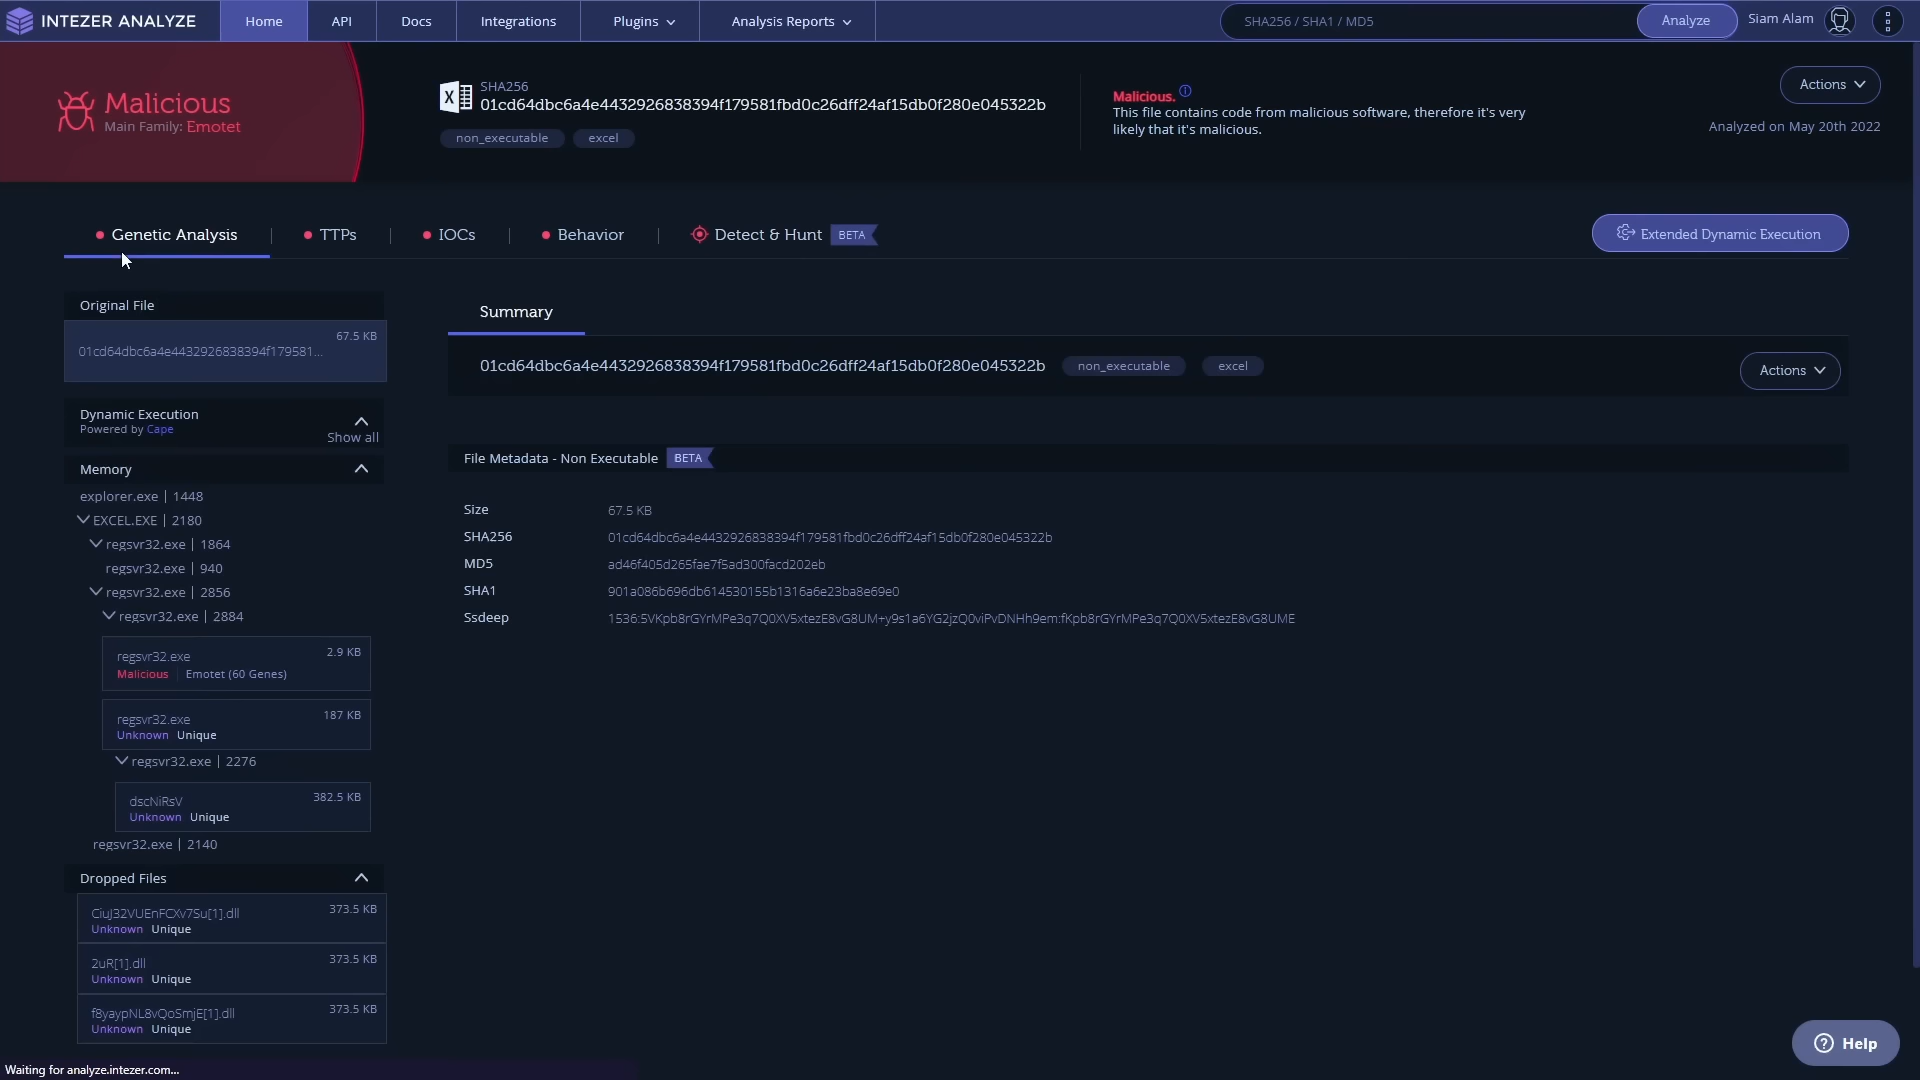 INTEZER ANALYZE
Home
API
Docs
Integrations
Plugins
Analysis Reports
SHA256 / SHA1 / MD5
Analyze
Siam Alam
Malicious
Main Family: Emotet
SHA256
01cd64dbc6a4e4432926838394f179581fbd0c26dff24af15db0f280e045322b
non_executable
excel
Malicious.
This file contains code from malicious software, therefore it's very
likely that it's malicious.
Actions
Analyzed on May 20th 2022
Genetic Analysis
TTPs
IOCs
Behavior
Detect & Hunt
BETA
Extended Dynamic Execution
Original File
67.5 KB
01cd64dbc6a4e4432926838394f179581...
Dynamic Execution
Powered by Cape
Show all
Memory
explorer.exe | 1448
EXCEL.EXE | 2180
regsvr32.exe | 1864
regsvr32.exe | 940
regsvr32.exe | 2856
regsvr32.exe | 2884
regsvr32.exe
2.9 KB
Malicious
Emotet (60 Genes)
regsvr32.exe
187 KB
Unknown Unique
regsvr32.exe | 2276
dscNiRsV
382.5 KB
Unknown Unique
regsvr32.exe | 2140
Dropped Files
CiuJ32VUEnFCXv7Su[1].dll
373.5 KB
Unknown Unique
2uR[1].dll
373.5 KB
Unknown Unique
f8yaypNL8vQoSmjE[1].dll
373.5 KB
Unknown Unique
Summary
01cd64dbc6a4e4432926838394f179581fbd0c26dff24af15db0f280e045322b
non_executable
excel
Actions
File Metadata - Non Executable
BETA
Size
67.5 KB
SHA256
01cd64dbc6a4e4432926838394f179581fbd0c26dff24af15db0f280e045322b
MD5
ad46f405d265fae7f5ad300facd202eb
SHA1
901a086b696db614530155b1316a6e23ba8e69e0
Ssdeep
1536:5VKpb8rGYrMPe3q7Q0XV5xtezE8vG8UM+y9s1a6YG2jzQ0viPvDNHh9em:fKpb8rGYrMPe3q7Q0XV5xtezE8vG8UME
Help
Waiting for analyze.intezer.com...